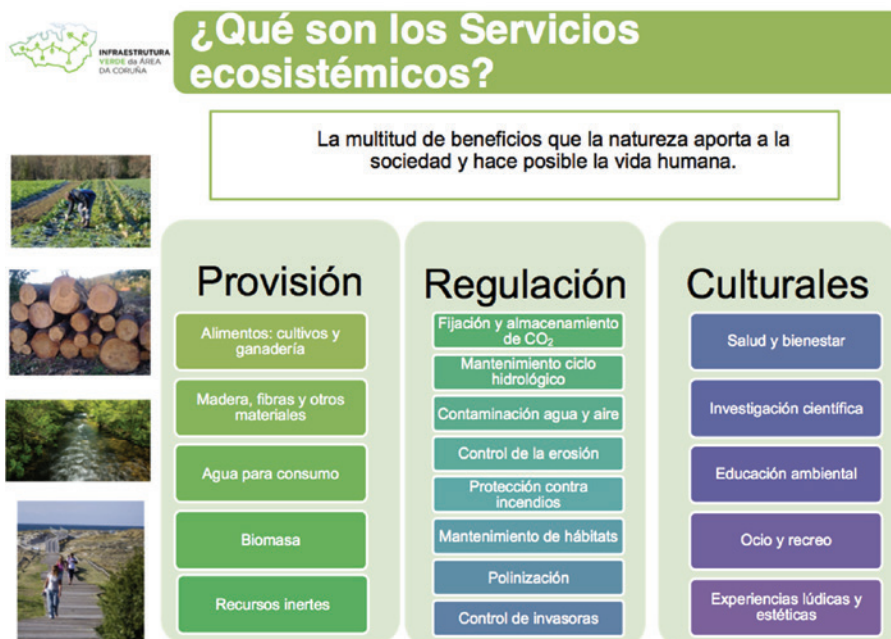 INFRAESTRUTURA
VERDE da ÁREA
DA CORUÑA
¿Qué son los Servicios
ecosistémicos?
La multitud de beneficios que la natureza aporta a la
sociedad y hace posible la vida humana.
Provisión
Alimentos: cultivos y
ganadería
Madera, fibras y otros
materiales
Agua para consumo
Biomasa
Recursos inertes
Regulación
Fijación y almacenamiento
de CO₂
Mantenimiento ciclo
hidrológico
Contaminación agua y aire
Control de la erosión
Protección contra
incendios
Mantenimiento de hábitats
Polinización
Control de invasoras
Culturales
Salud y bienestar
Investigación científica
Educación ambiental
Ocio y recreo
Experiencias lúdicas y
estéticas